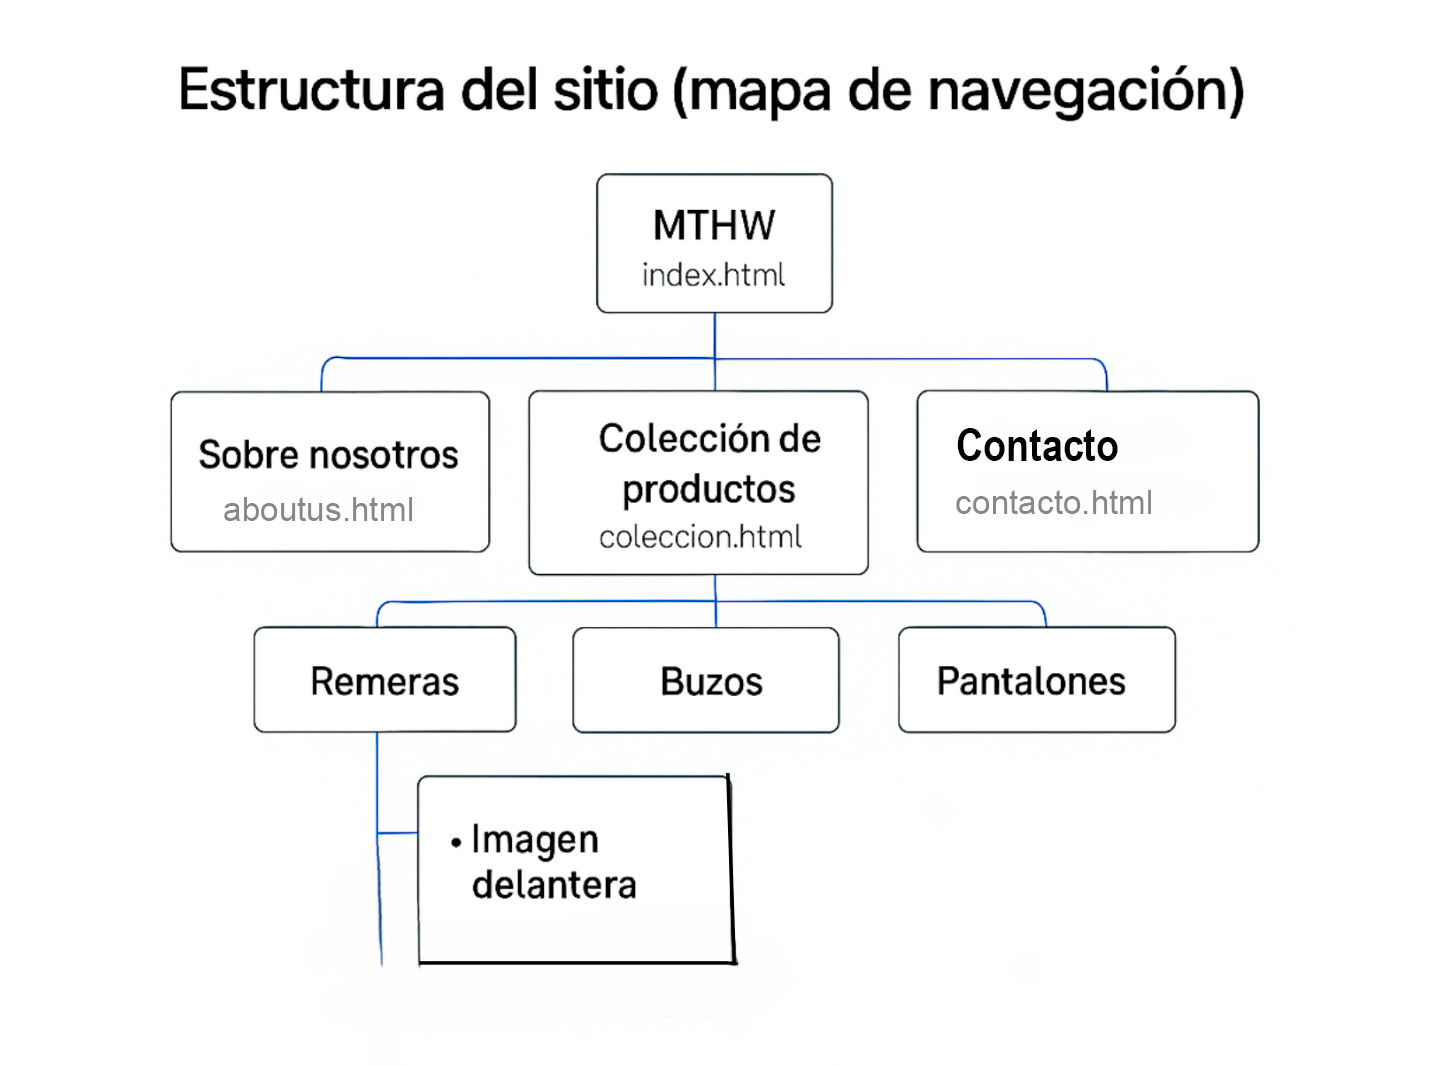 Estructura del sitio (mapa de navegación)
MTHW
index.html
Sobre nosotros
aboutus.html
Colección de
productos
coleccion.html
Contacto
contacto.html
Remeras
Buzos
Pantalones
• Imagen
delantera